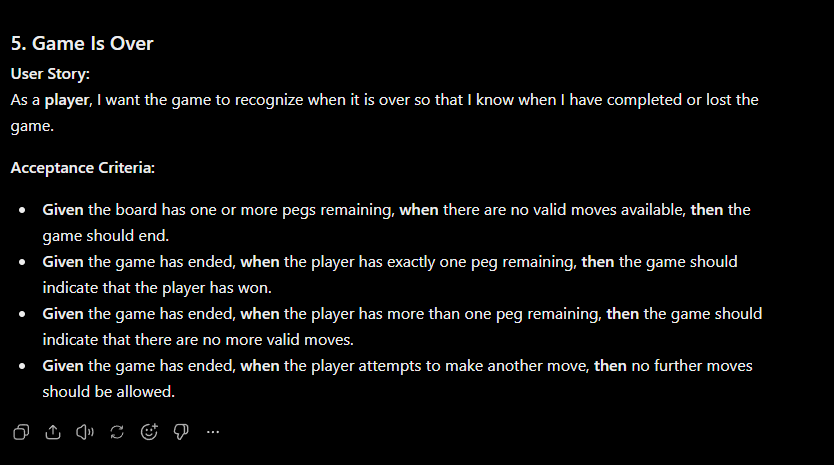 5. Game Is Over
User Story:
As a player, I want the game to recognize when it is over so that I know when I have completed or lost the
game.
Acceptance Criteria:
• Given the board has one or more pegs remaining, when there are no valid moves available, then the
game should end.
• Given the game has ended, when the player has exactly one peg remaining, then the game should
indicate that the player has won.
• Given the game has ended, when the player has more than one peg remaining, then the game should
indicate that there are no more valid moves.
• Given the game has ended, when the player attempts to make another move, then no further moves
should be allowed.